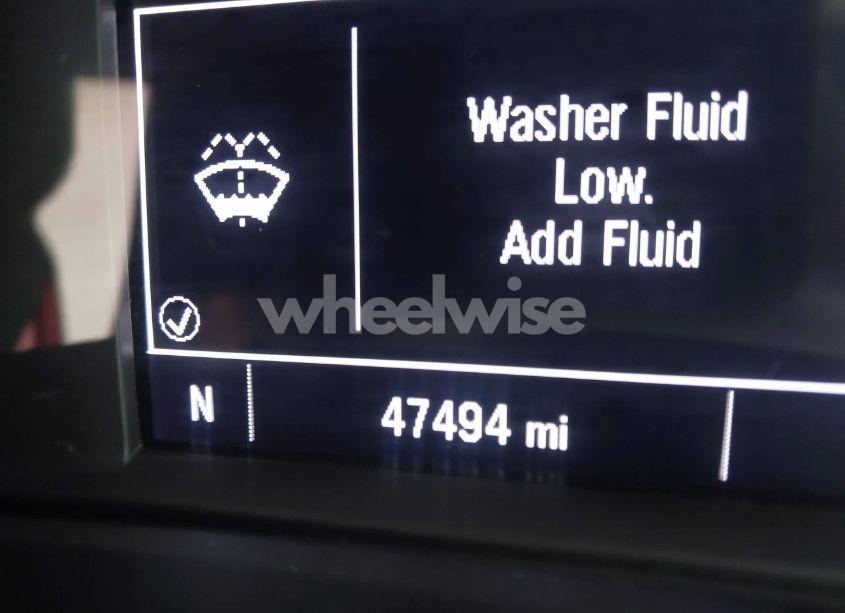 Washer Fluid
Low.
Add Fluid
wheelwise
N
47494 mi